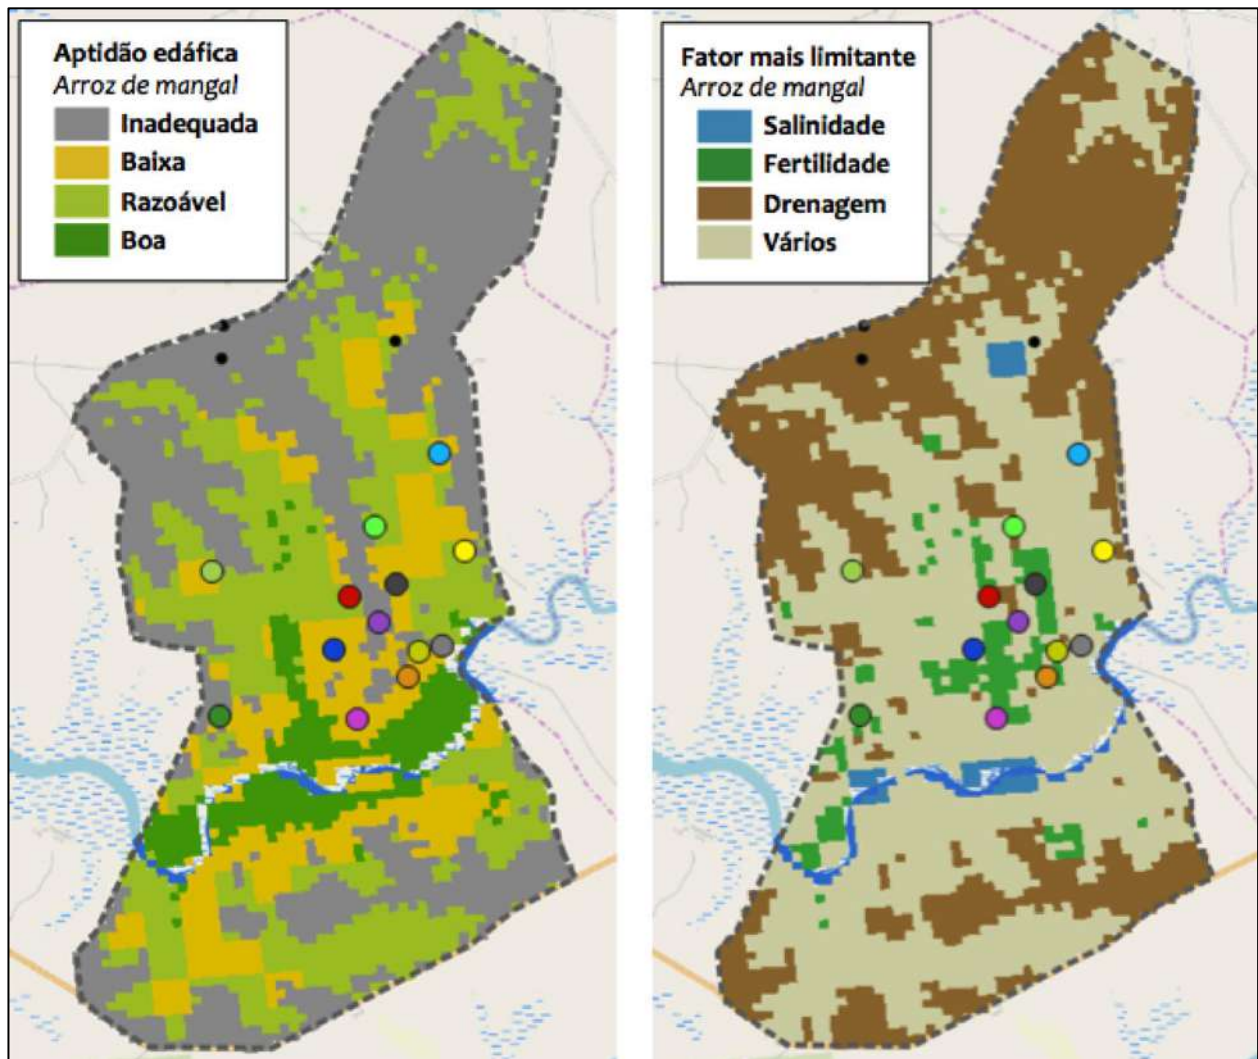 Aptidão edáfica
Arroz de mangal
Inadequada
Baixa
Razoável
Boa
Fator mais limitante
Arroz de mangal
Salinidade
Fertilidade
Drenagem
Vários